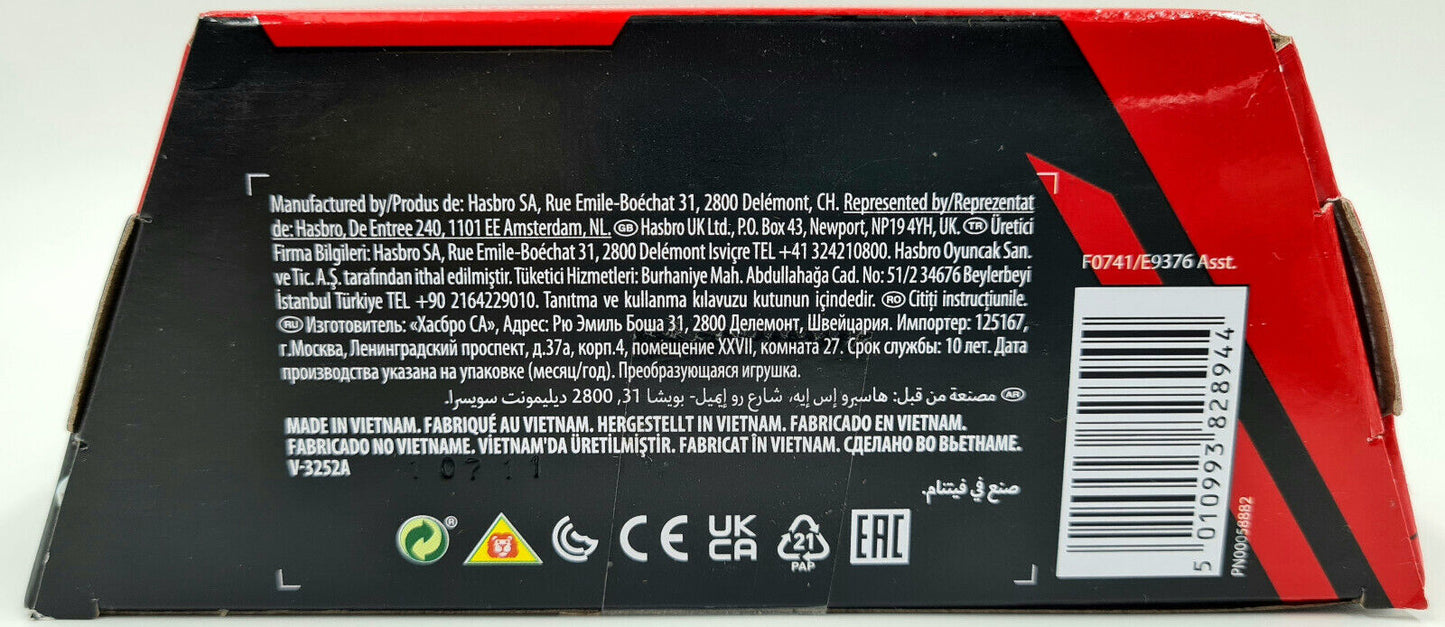 Manufactured by/Produs de: Hasbro SA, Rue Emile-Boéchat 31, 2800 Delémont, CH. Represented by/Reprezentat
de: Hasbro, De Entree 240, 1101 EE Amsterdam, NL. GB Hasbro UK Ltd., P.O. Box 43, Newport, NP19 4YH, UK. TR Üretici
Firma Bilgileri: Hasbro SA, Rue Emile-Boéchat 31, 2800 Delémont Isviçre TEL +41 324210800. Hasbro Oyuncak San.
ve Tic. A.Ş. tarafından ithal edilmiştir. Tüketici Hizmetleri: Burhaniye Mah. Abdullahağa Cad. No: 51/2 34676 Beylerbeyi
İstanbul Türkiye TEL +90 2164229010. Tanıtma ve kullanma kılavuzu kutunun içindedir. RO Citiți instrucțiunile.
RU Изготовитель: «Хасбро СА», Адрес: Рю Эмиль Боша 31, 2800 Делемонт, Швейцария. Импортер: 125167,
г.Москва, Ленинградский проспект, д.37а, корп.4, помещение XXVII, комната 27. Срок службы: 10 лет. Дата
производства указана на упаковке (месяц/год). Преобразующаяся игрушка.
AR مصنعة من قبل: هاسبرو إس إيه، شارع رو إيميل- بويشا 31, 2800 ديليمونت سويسرا.
MADE IN VIETNAM. FABRIQUÉ AU VIETNAM. HERGESTELLT IN VIETNAM. FABRICADO EN VIETNAM.
FABRICADO NO VIETNAME. VİETNAM'DA ÜRETİLMİŞTİR. FABRICAT ÎN VIETNAM. СДЕЛАНО ВО ВЬЕТНАМЕ.
V-3252A
صنع في فيتنام.
CE UK CA 21 PAP EAC
F0741/E9376 Asst.
5 010993 828944
PN00058882